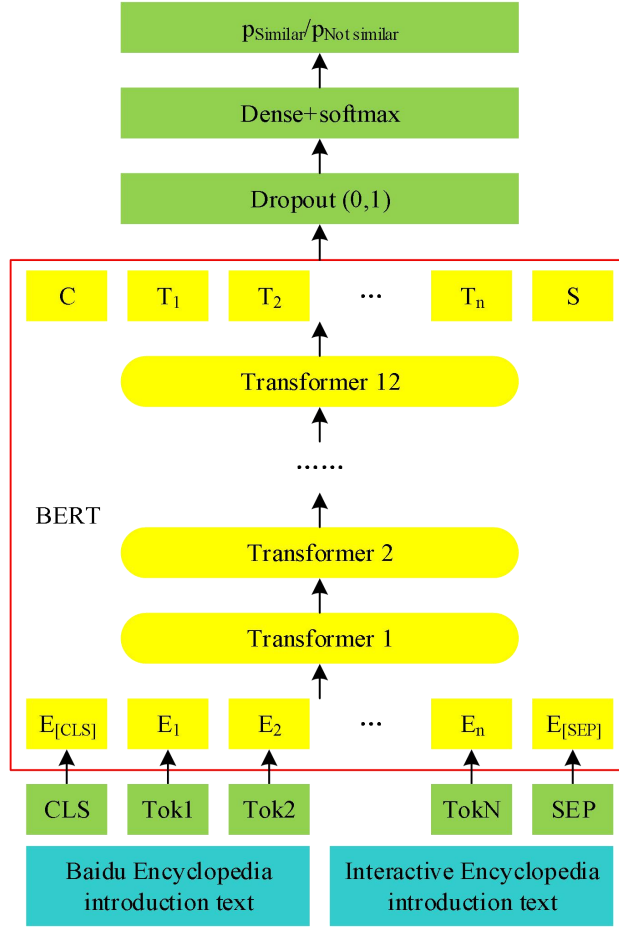 pSimilar/pNot similar
Dense+softmax
Dropout (0,1)
C T1 T2 ... Tn S
Transformer 12
......
BERT
Transformer 2
Transformer 1
E[CLS] E1 E2 ... En E[SEP]
CLS Tok1 Tok2 TokN SEP
Baidu Encyclopedia
introduction text
Interactive Encyclopedia
introduction text